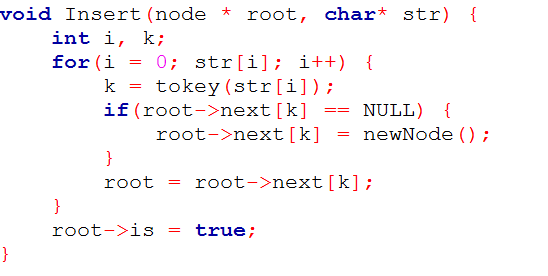 void Insert(node * root, char* str) {
    int i, k;
    for(i = 0; str[i]; i++) {
        k = tokey(str[i]);
        if(root->next[k] == NULL) {
            root->next[k] = newNode();
        }
        root = root->next[k];
    }
    root->is = true;
}